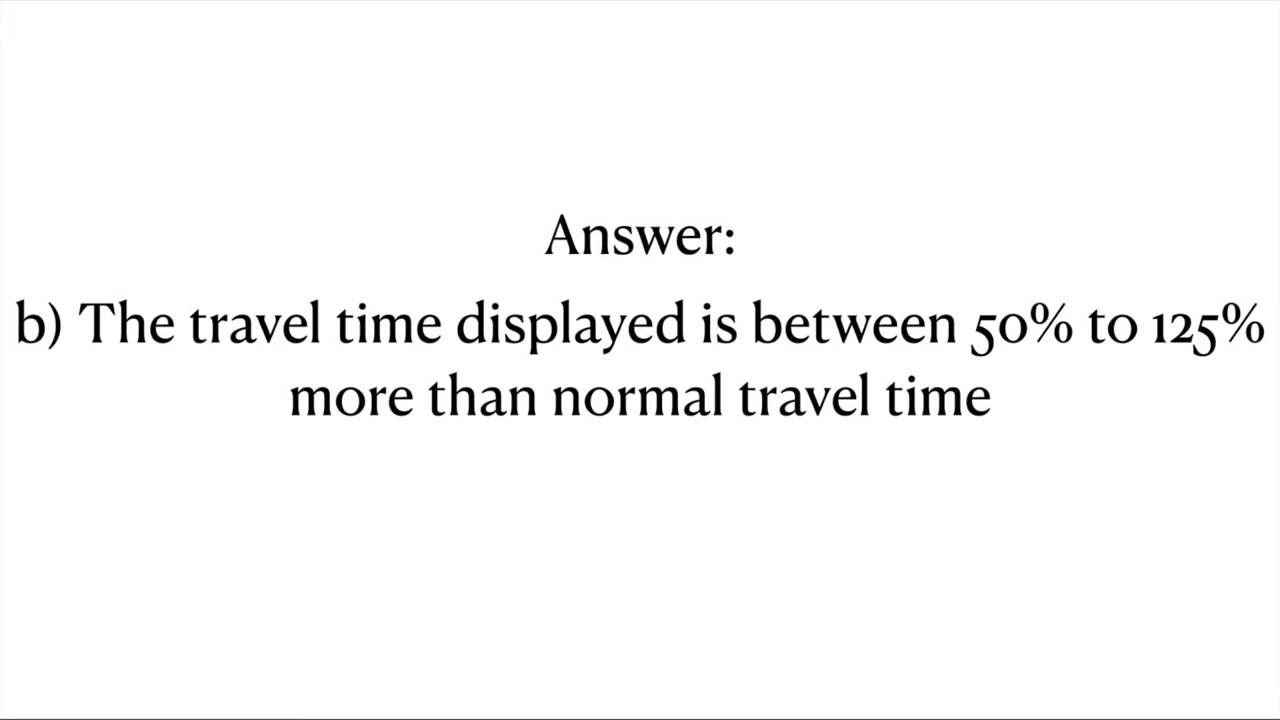 Answer:
b) The travel time displayed is between 50% to 125%
more than normal travel time